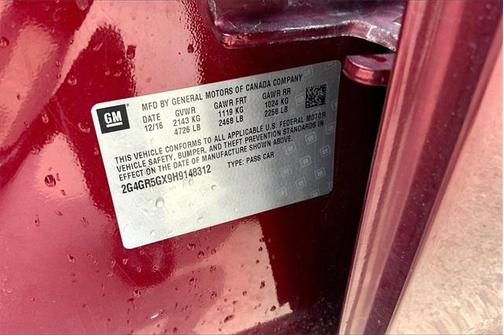 GM
MFD BY GENERAL MOTORS OF CANADA COMPANY
DATE GVWR GAWR FRT GAWR RR
12/16 2143 KG 1119 KG 1024 KG
4726 LB 2468 LB 2258 LB
THIS VEHICLE CONFORMS TO ALL APPLICABLE U.S. FEDERAL MOTOR
VEHICLE SAFETY, BUMPER, AND THEFT PREVENTION STANDARDS IN
EFFECT ON THE DATE OF MANUFACTURE SHOWN ABOVE.
2G4GR5GX9H9148312 TYPE: PASS CAR